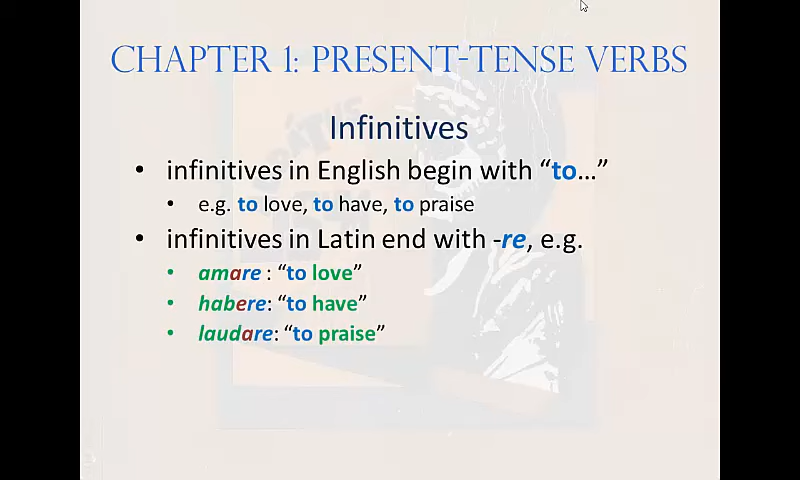 CHAPTER 1: PRESENT-TENSE VERBS
Infinitives
• infinitives in English begin with “to…”
• e.g. to love, to have, to praise
• infinitives in Latin end with -re, e.g.
• amare : “to love”
• habere: “to have”
• laudare: “to praise”